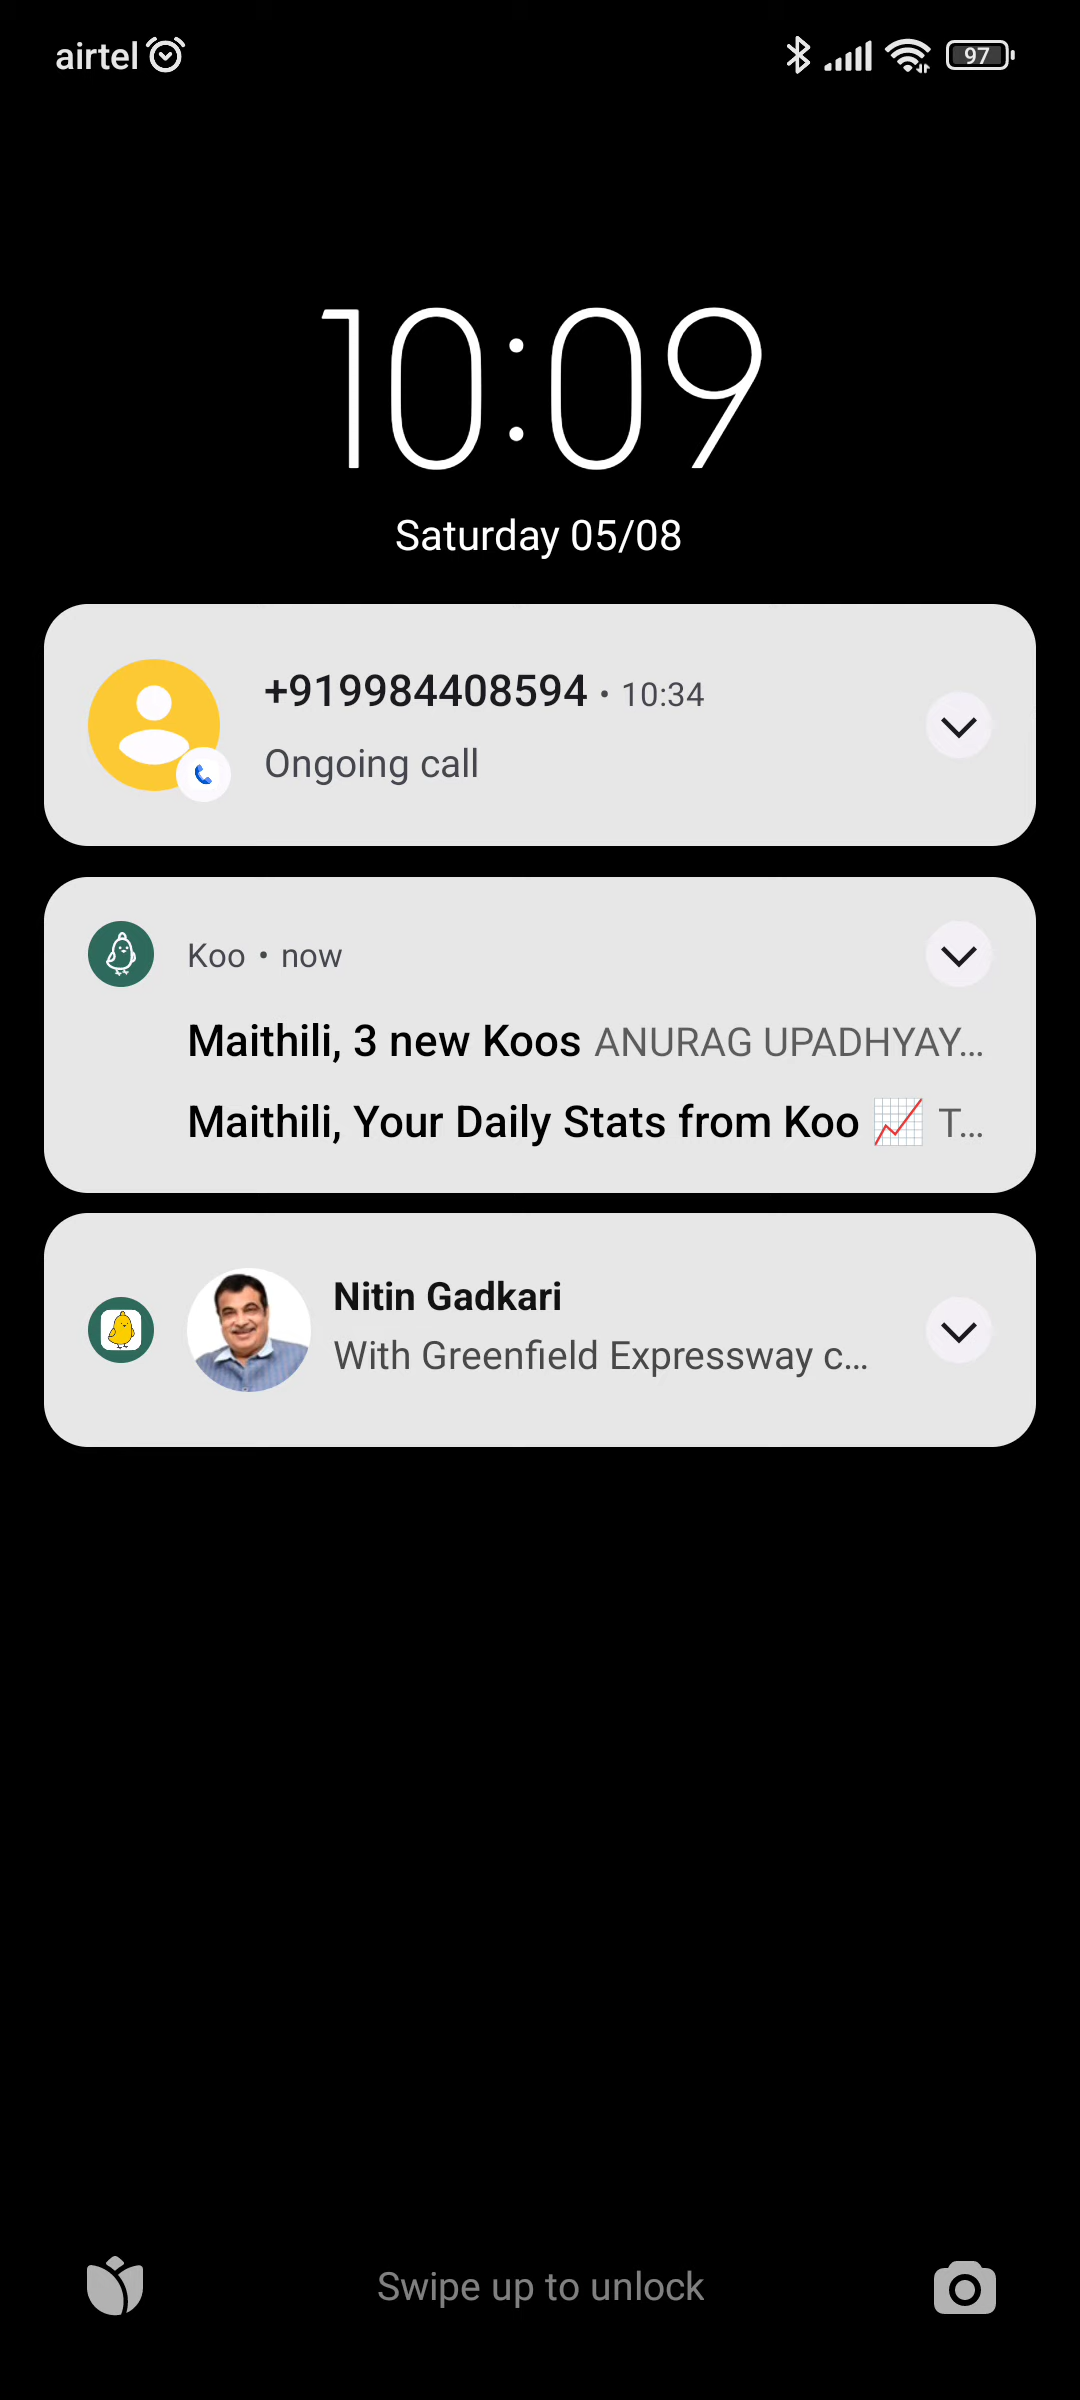 airtel
97
10:09
Saturday 05/08
+919984408594 • 10:34
Ongoing call
Koo • now
Maithili, 3 new Koos ANURAG UPADHYAY...
Maithili, Your Daily Stats from Koo 📈 T...
Nitin Gadkari
With Greenfield Expressway c...
Swipe up to unlock